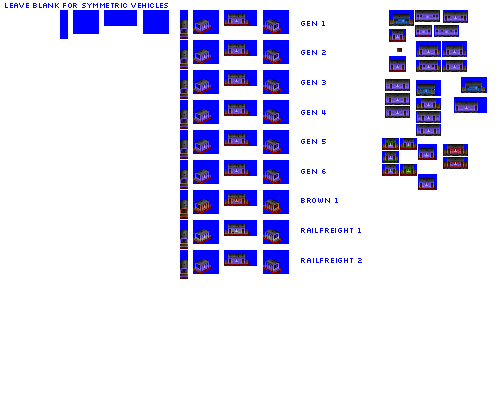 LEAVE BLANK FOR SYMMETRIC VEHICLES
GEN 1
GEN 2
GEN 3
GEN 4
GEN 5
GEN 6
BROWN 1
RAILFREIGHT 1
RAILFREIGHT 2